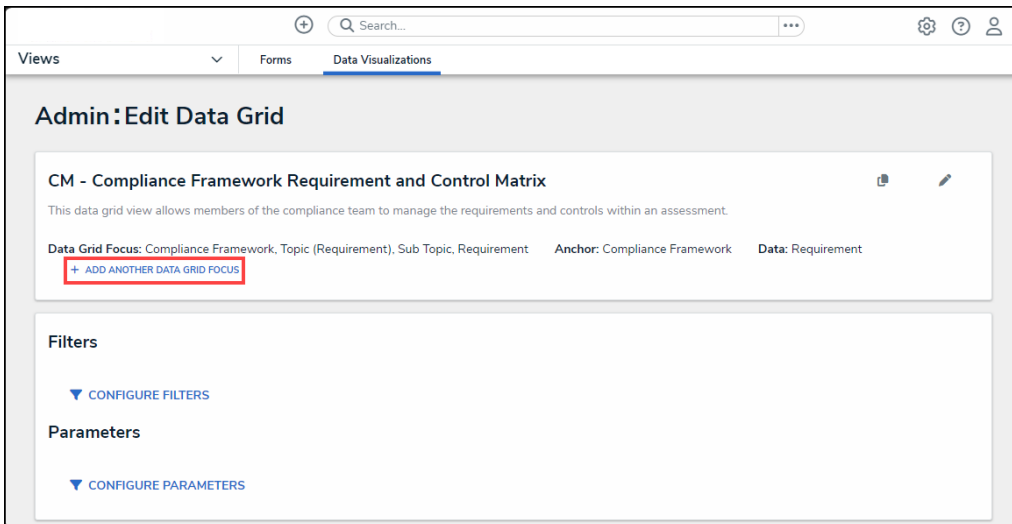 Search...
Views
Forms
Data Visualizations
Admin:Edit Data Grid
CM - Compliance Framework Requirement and Control Matrix
This data grid view allows members of the compliance team to manage the requirements and controls within an assessment.
Data Grid Focus: Compliance Framework, Topic (Requirement), Sub Topic, Requirement Anchor: Compliance Framework Data: Requirement
+ ADD ANOTHER DATA GRID FOCUS
Filters
CONFIGURE FILTERS
Parameters
CONFIGURE PARAMETERS